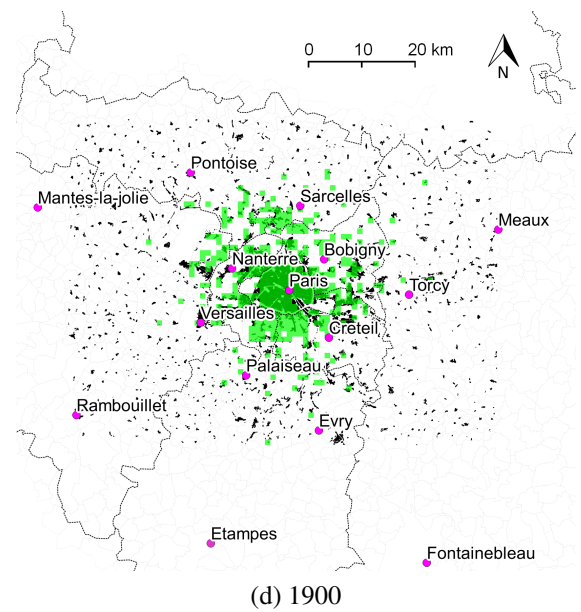 0 10 20 km
N
Pontoise
Mantes-la-jolie
Sarcelles
Meaux
Nanterre
Bobigny
Paris
Torcy
Versailles
Créteil
Palaiseau
Rambouillet
Evry
Etampes
Fontainebleau
(d) 1900